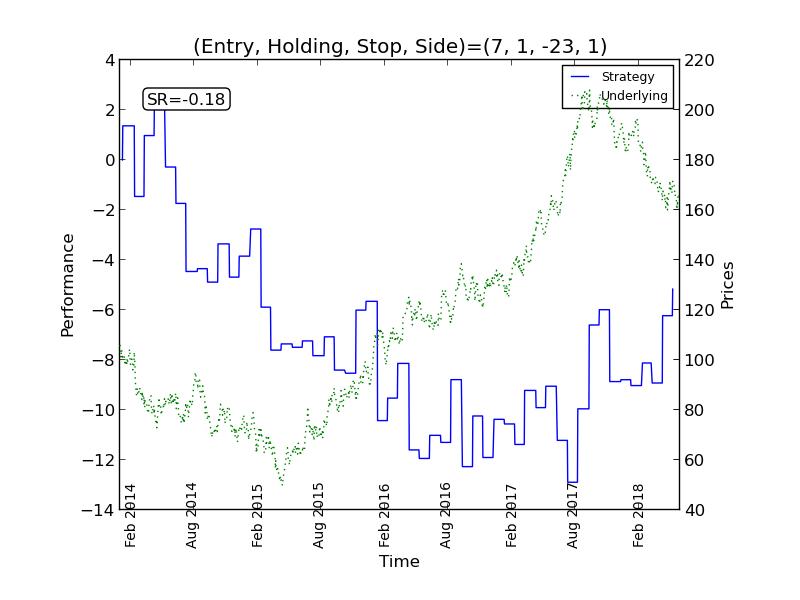 (Entry, Holding, Stop, Side)=(7, 1, -23, 1)
SR=-0.18
Strategy
Underlying
Performance
4
2
0
−2
−4
−6
−8
−10
−12
−14
Prices
220
200
180
160
140
120
100
80
60
40
Feb 2014
Aug 2014
Feb 2015
Aug 2015
Feb 2016
Aug 2016
Feb 2017
Aug 2017
Feb 2018
Time